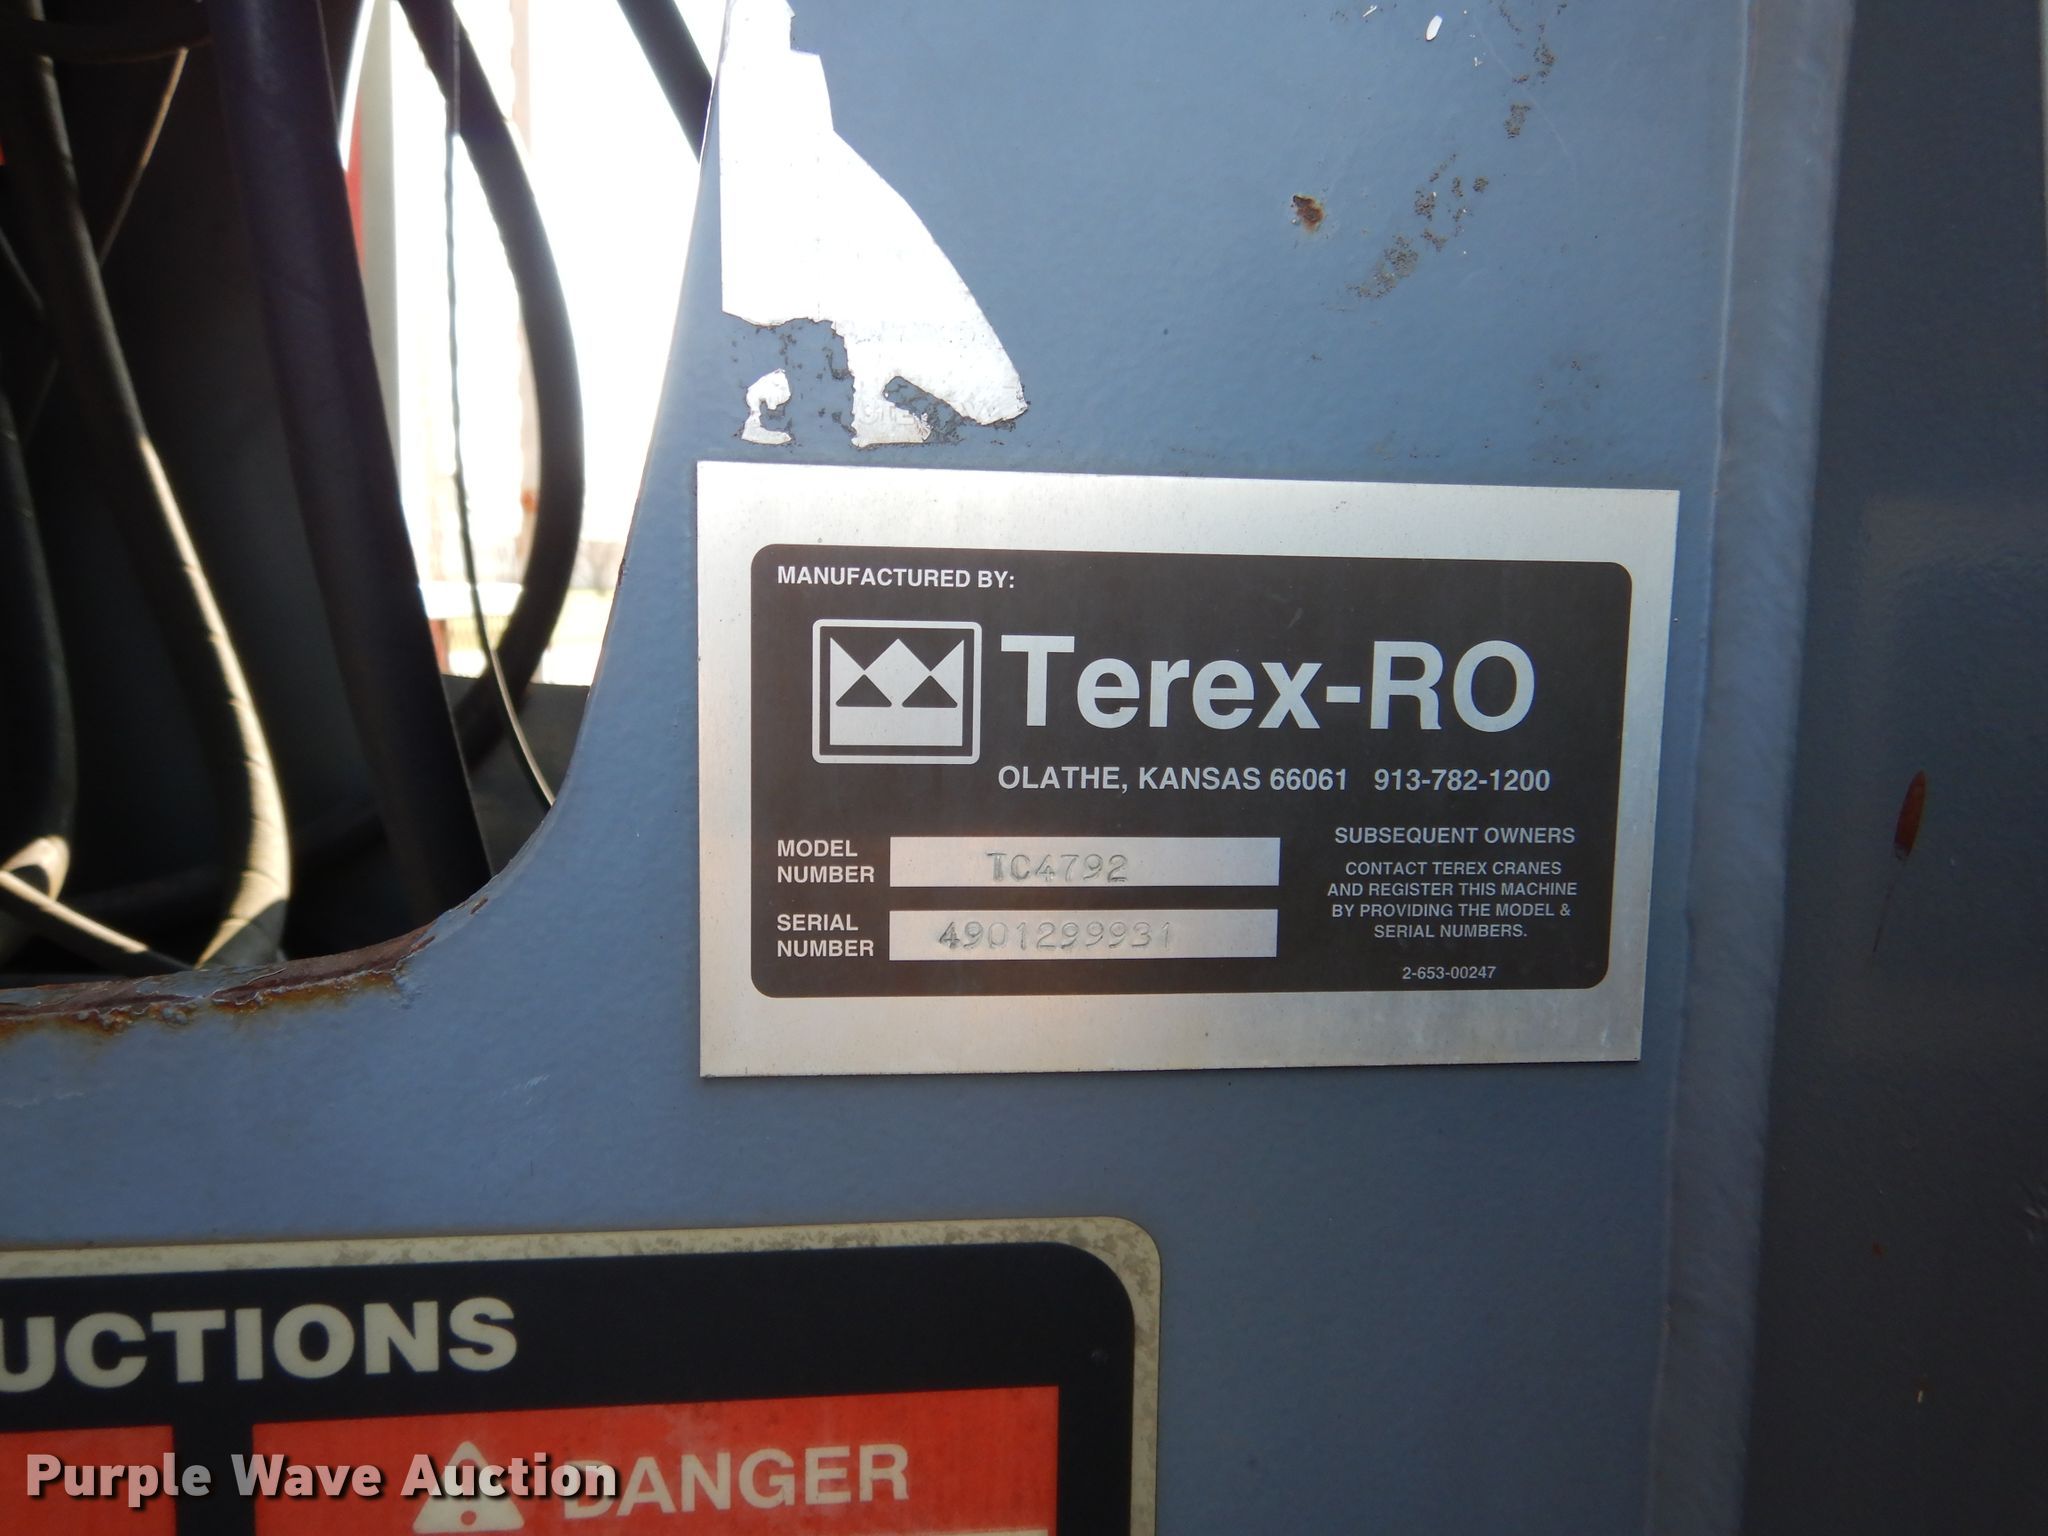 MANUFACTURED BY:
Terex-RO
OLATHE, KANSAS 66061 913-782-1200
MODEL NUMBER TC4792
SERIAL NUMBER 4901299931
SUBSEQUENT OWNERS
CONTACT TEREX CRANES
AND REGISTER THIS MACHINE
BY PROVIDING THE MODEL &
SERIAL NUMBERS.
2-653-00247
UCTIONS
DANGER
Purple Wave Auction